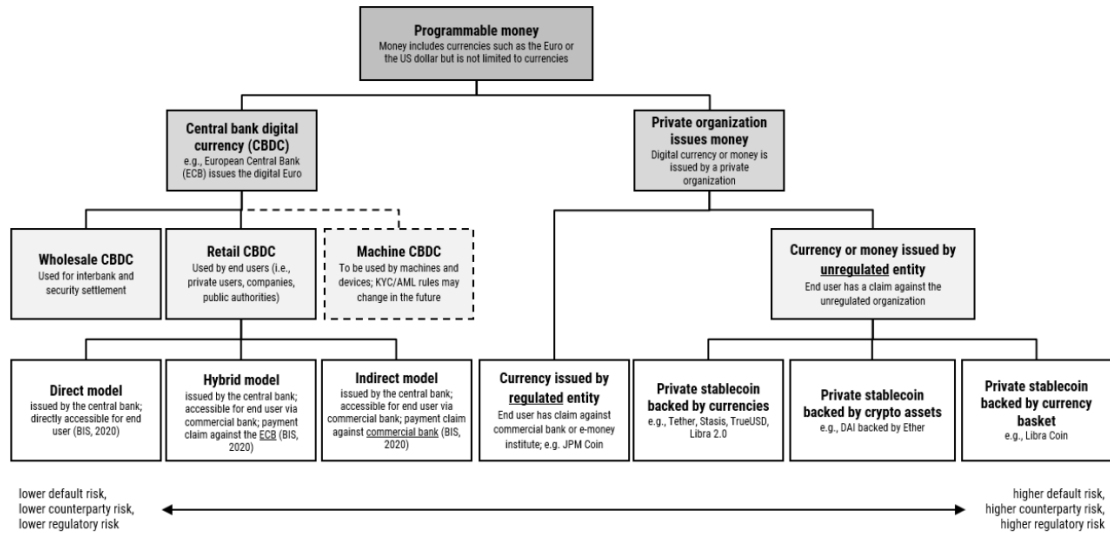 Programmable money
Money includes currencies such as the Euro or
the US dollar but is not limited to currencies
Central bank digital
currency (CBDC)
e.g., European Central Bank
(ECB) issues the digital Euro
Private organization
issues money
Digital currency or money is
issued by a private
organization
Wholesale CBDC
Used for interbank and
security settlement
Retail CBDC
Used by end users (i.e.,
private users, companies,
public authorities)
Machine CBDC
To be used by machines and
devices; KYC/AML rules may
change in the future
Currency or money issued by
unregulated entity
End user has a claim against the
unregulated organization
Direct model
issued by the central bank;
directly accessible for end
user (BIS, 2020)
Hybrid model
issued by the central bank;
accessible for end user via
commercial bank; payment
claim against the ECB (BIS,
2020)
Indirect model
issued by the central bank;
accessible for end user via
commercial bank; payment claim
against commercial bank (BIS,
2020)
Currency issued by
regulated entity
End user has claim against
commercial bank or e-money
institute; e.g. JPM Coin
Private stablecoin
backed by currencies
e.g., Tether, Stasis, TrueUSD,
Libra 2.0
Private stablecoin
backed by crypto assets
e.g., DAI backed by Ether
Private stablecoin
backed by currency
basket
e.g., Libra Coin
lower default risk,
lower counterparty risk,
lower regulatory risk
higher default risk,
higher counterparty risk,
higher regulatory risk